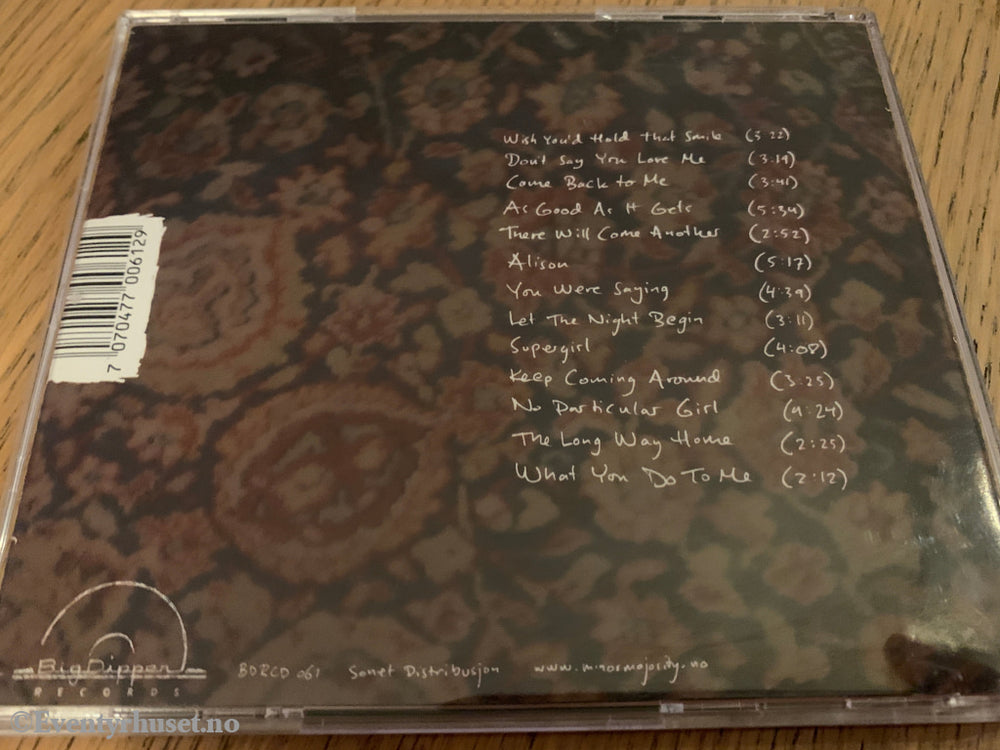 Wish You'd Hold that Smile (3:22)
Don't Say You Love Me (3:19)
Come Back to Me (3:41)
As Good As It Gets (5:34)
There Will Come Another (2:52)
Alison (5:17)
You Were Saying (4:39)
Let The Night Begin (3:11)
Supergirl (4:08)
Keep Coming Around (3:25)
No Particular Girl (4:24)
The Long Way Home (2:25)
What You Do To Me (2:12)
7 070477 006129
Big Dipper
RECORDS
BDRCD 061 Sonet Distribusjon www.minormajority.no
©Eventyrhuset.no